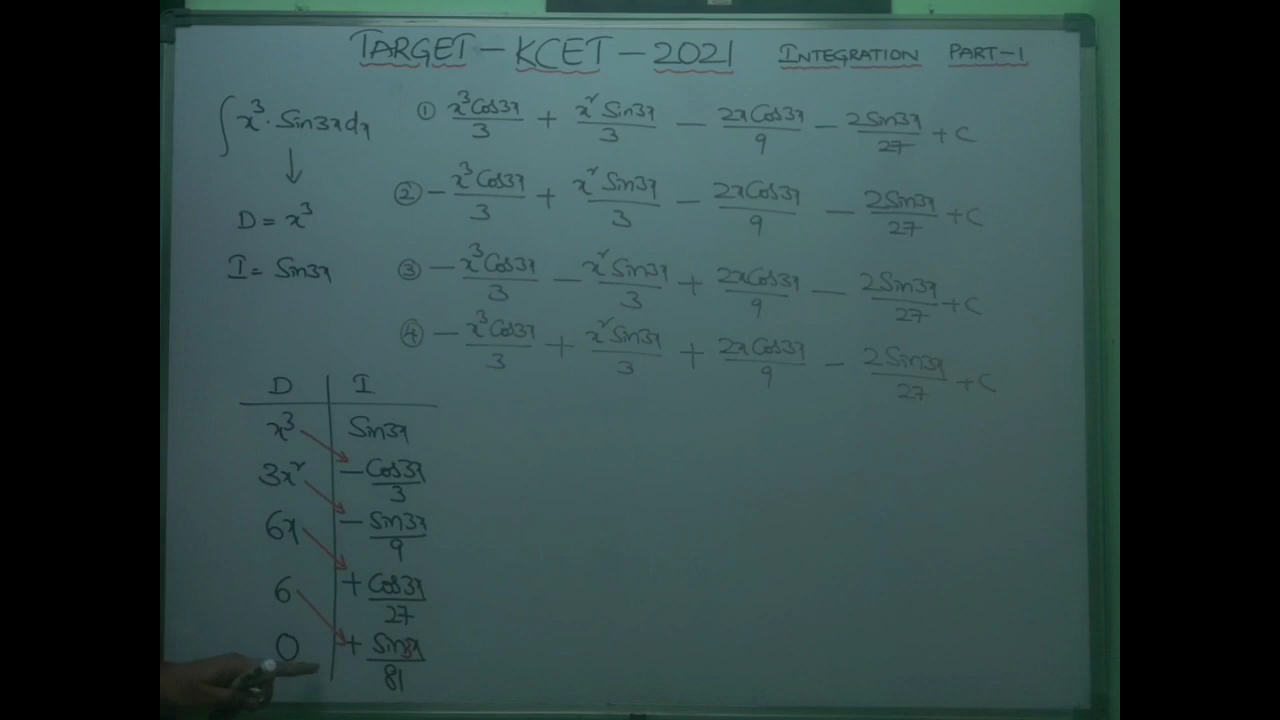 TARGET – KCET – 2021 INTEGRATION PART-1
∫ x³ · Sin3x dx
↓
D = x³
I = Sin3x
① x³Cos3x/3 + x²Sin3x/3 – 2xCos3x/9 – 2Sin3x/27 + C
② – x³Cos3x/3 + x²Sin3x/3 – 2xCos3x/9 – 2Sin3x/27 + C
③ – x³Cos3x/3 – x²Sin3x/3 + 2xCos3x/9 – 2Sin3x/27 + C
④ – x³Cos3x/3 + x²Sin3x/3 + 2xCos3x/9 – 2Sin3x/27 + C
D I
x³ Sin3x
3x² – Cos3x/3
6x – Sin3x/9
6 + Cos3x/27
0 + Sin3x/81